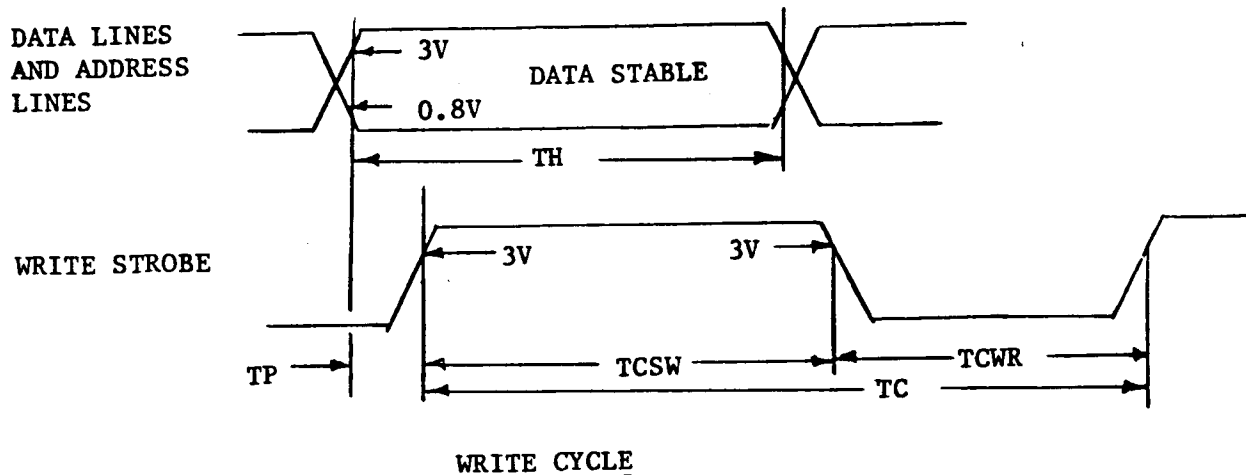 DATA LINES
AND ADDRESS
LINES
3V
DATA STABLE
0.8V
TH
WRITE STROBE
3V
3V
TP
TCSW
TCWR
TC
WRITE CYCLE